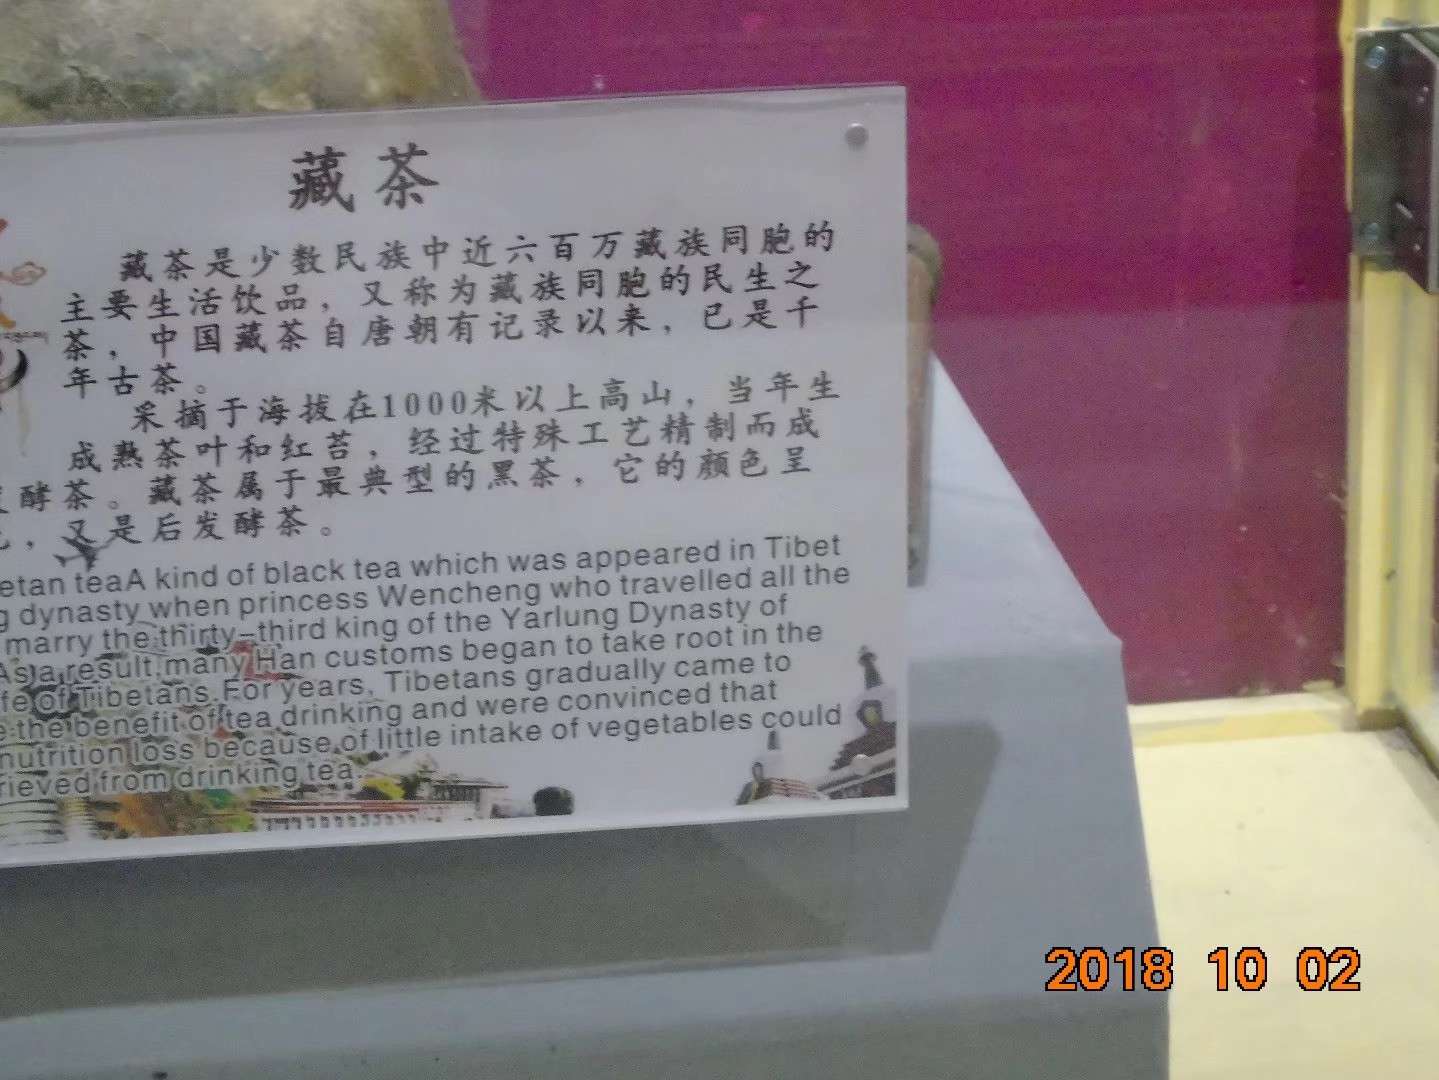 藏茶
藏茶是少数民族中近六百万藏族同胞的
主要生活饮品，又称为藏族同胞的民生之
茶，中国藏茶自唐朝有记录以来，已是千
年古茶。
采摘于海拔在1000米以上高山，当年生
成熟茶叶和红苔，经过特殊工艺精制而成
酵茶。藏茶属于最典型的黑茶，它的颜色呈
，又是后发酵茶。
etan teaA kind of black tea which was appeared in Tibet
g dynasty when princess Wencheng who travelled all the
marry the thirty-third king of the Yarlung Dynasty of
As a result,many Han customs began to take root in the
fe of Tibetans.For years, Tibetans gradually came to
e the benefit of tea drinking and were convinced that
nutrition loss because of little intake of vegetables could
rieved from drinking tea.
2018 10 02